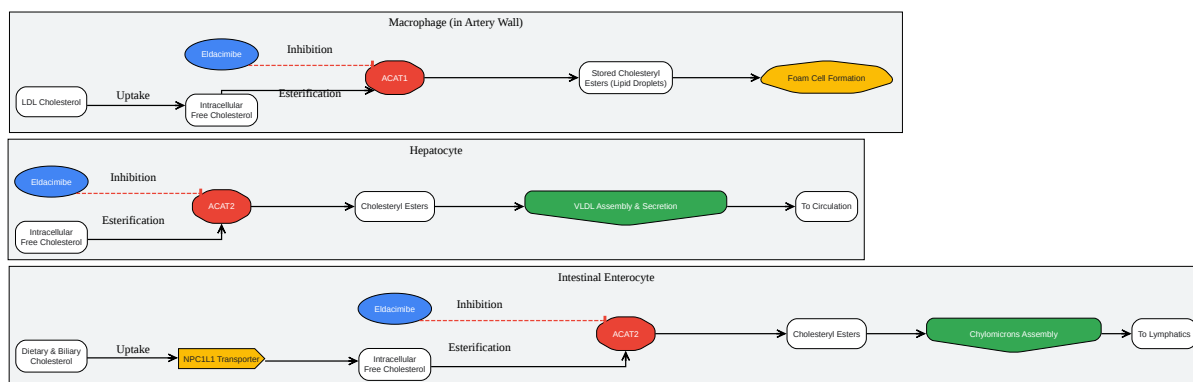 Macrophage (in Artery Wall)
Eldacimibe
Inhibition
ACAT1
Stored Cholesteryl
Esters (Lipid Droplets)
Foam Cell Formation
LDL Cholesterol
Uptake
Intracellular
Free Cholesterol
Esterification
Hepatocyte
Eldacimibe
Inhibition
ACAT2
Cholesteryl Esters
VLDL Assembly & Secretion
To Circulation
Intracellular
Free Cholesterol
Esterification
Intestinal Enterocyte
Eldacimibe
Inhibition
ACAT2
Cholesteryl Esters
Chylomicrons Assembly
To Lymphatics
Dietary & Biliary
Cholesterol
Uptake
NPC1L1 Transporter
Intracellular
Free Cholesterol
Esterification